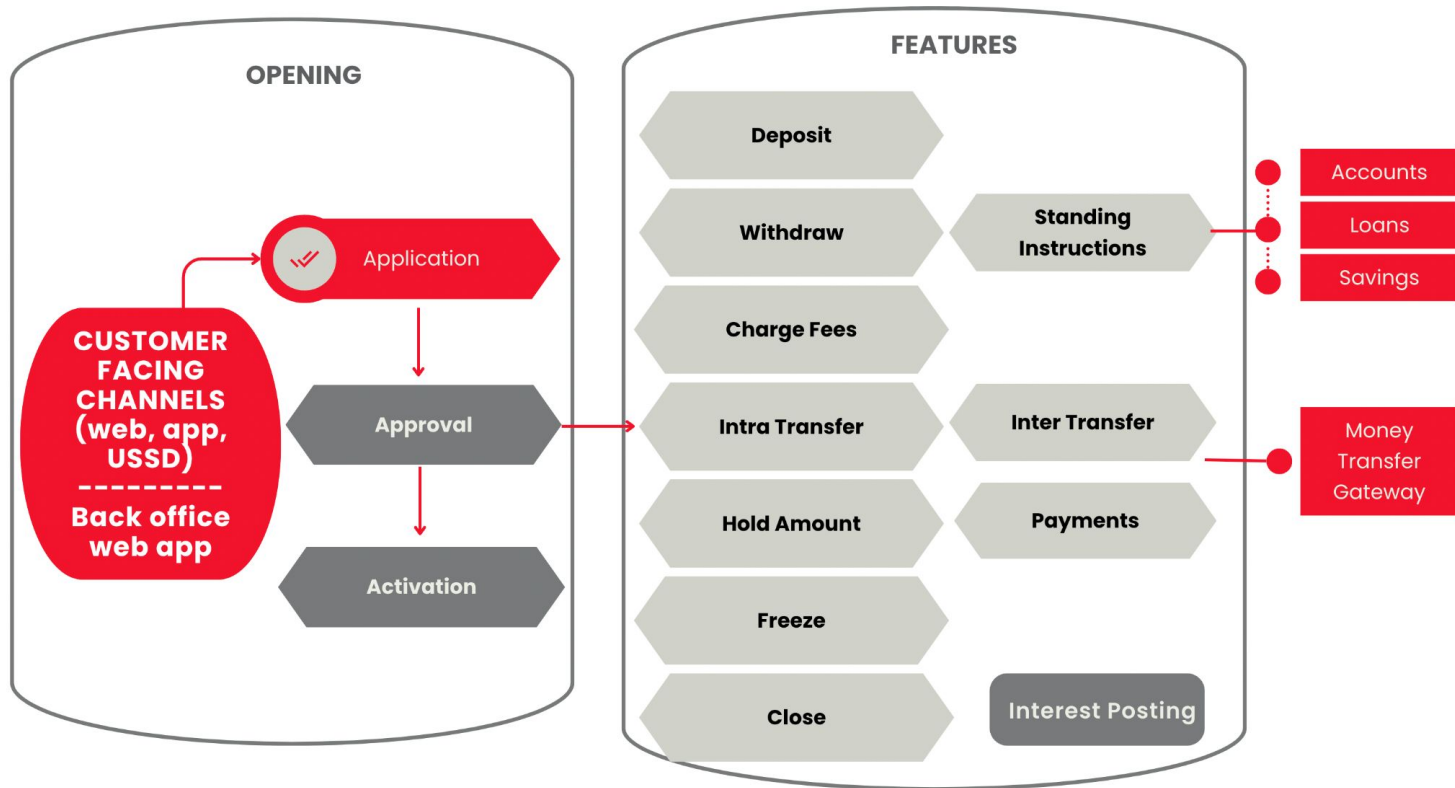 OPENING
Application
CUSTOMER
FACING
CHANNELS
(web, app,
USSD)
---------
Back office
web app
Approval
Activation
FEATURES
Deposit
Withdraw
Charge Fees
Intra Transfer
Hold Amount
Freeze
Close
Standing
Instructions
Inter Transfer
Payments
Interest Posting
Accounts
Loans
Savings
Money
Transfer
Gateway